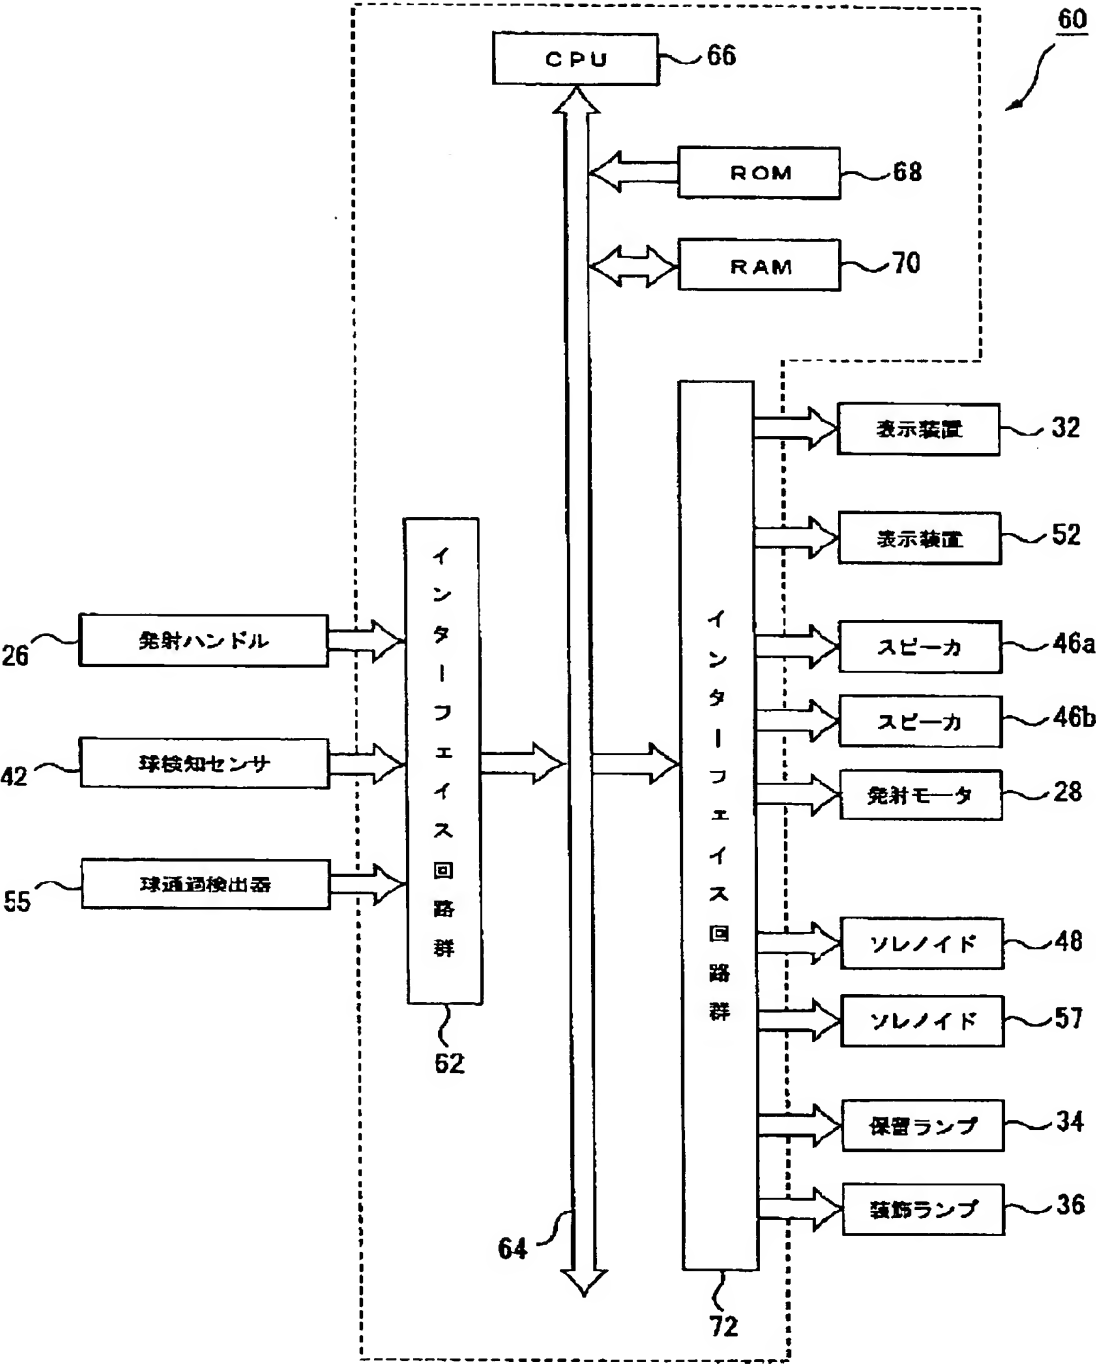 60
CPU
66
ROM
68
RAM
70
表示装置
32
表示装置
52
インターフェイス回路群
インターフェイス回路群
発射ハンドル
26
スピーカ
46a
スピーカ
46b
球検知センサ
42
発射モータ
28
球通過検出器
55
ソレノイド
48
ソレノイド
57
62
保留ランプ
34
装飾ランプ
36
64
72